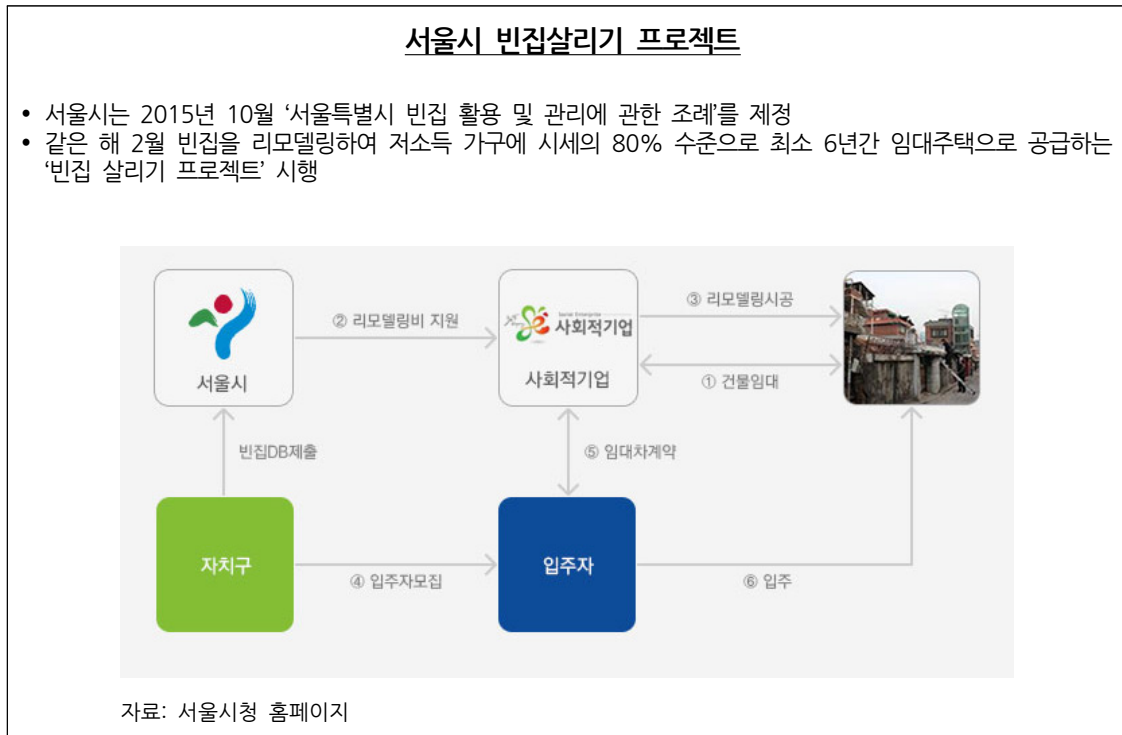 서울시 빈집살리기 프로젝트
• 서울시는 2015년 10월 ‘서울특별시 빈집 활용 및 관리에 관한 조례’를 제정
• 같은 해 2월 빈집을 리모델링하여 저소득 가구에 시세의 80% 수준으로 최소 6년간 임대주택으로 공급하는
‘빈집 살리기 프로젝트’ 시행
② 리모델링비 지원
③ 리모델링시공
Social Enterprise
사회적기업
서울시
사회적기업
① 건물임대
빈집DB제출
⑤ 임대차계약
자치구
입주자
④ 입주자모집
⑥ 입주
자료: 서울시청 홈페이지